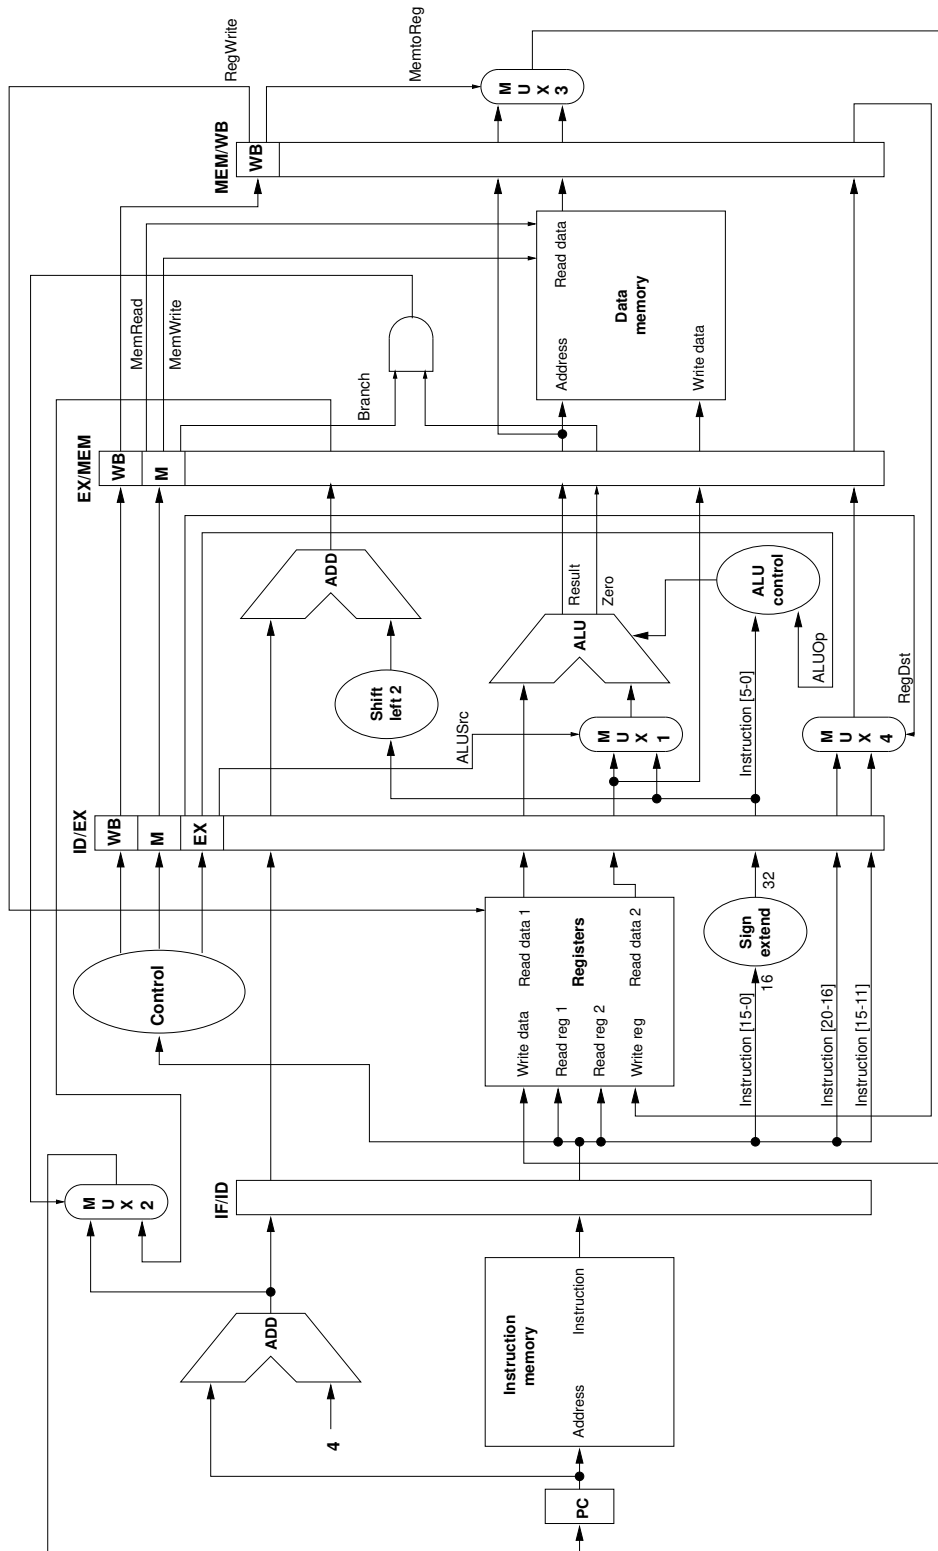 PC
4
ADD
Instruction
memory
Address
Instruction
M
U
X
2
IF/ID
Control
Write data
Read data 1
Read reg 1
Registers
Read reg 2
Write reg
Read data 2
Instruction [15-0]
16
Sign
extend
32
Instruction [20-16]
Instruction [15-11]
ID/EX
WB
M
EX
Shift
left 2
ADD
ALUSrc
M
U
X
1
ALU
Result
Zero
Instruction [5-0]
ALU
control
ALUOp
M
U
X
4
RegDst
EX/MEM
WB
M
MemRead
MemWrite
Branch
Address
Read data
Data
memory
Write data
MEM/WB
WB
RegWrite
MemtoReg
M
U
X
3